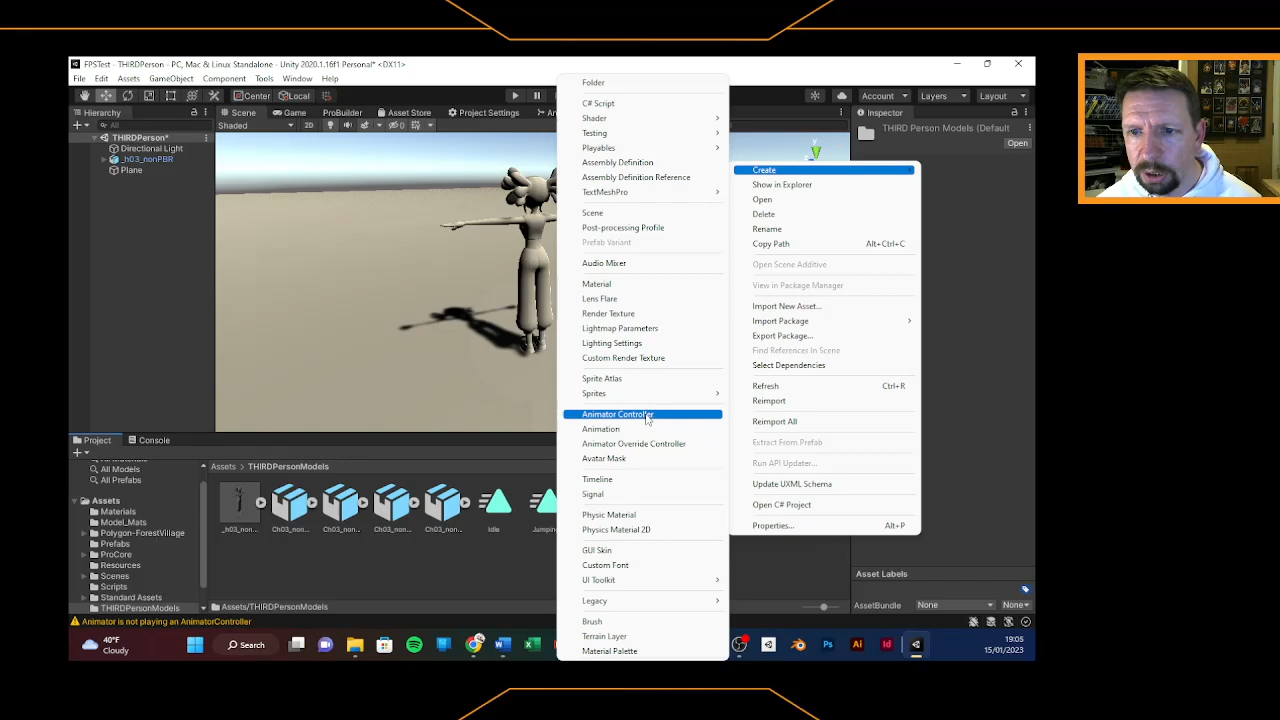 FPSTest - THIRDPerson - PC, Mac & Linux Standalone - Unity 2020.1.16f1 Personal* <DX11>
File Edit Assets GameObject Component Tools Window Help
Center Local
Account Layers Layout
Hierarchy
All
THIRDPerson*
Directional Light
_h03_nonPBR
Plane
Scene Game ProBuilder Asset Store Project Settings
Shaded 2D 0
y
Folder
C# Script
Shader
Testing
Playables
Assembly Definition
Assembly Definition Reference
TextMeshPro
Scene
Post-processing Profile
Prefab Variant
Audio Mixer
Material
Lens Flare
Render Texture
Lightmap Parameters
Lighting Settings
Custom Render Texture
Sprite Atlas
Sprites
Animator Controller
Animation
Animator Override Controller
Avatar Mask
Timeline
Signal
Physic Material
Physics Material 2D
GUI Skin
Custom Font
UI Toolkit
Legacy
Brush
Terrain Layer
Material Palette
Create
Show in Explorer
Open
Delete
Rename
Copy Path Alt+Ctrl+C
Open Scene Additive
View in Package Manager
Import New Asset...
Import Package
Export Package...
Find References In Scene
Select Dependencies
Refresh Ctrl+R
Reimport
Reimport All
Extract From Prefab
Run API Updater...
Update UXML Schema
Open C# Project
Properties... Alt+P
Inspector
THIRD Person Models (Default
Open
Asset Labels
AssetBundle None None
Project Console
All Models
All Prefabs
Assets
Materials
Model_Mats
Polygon-ForestVillage
Prefabs
ProCore
Resources
Scenes
Scripts
Standard Assets
THIRDPersonModels
Assets > THIRDPersonModels
_h03_non... Ch03_non... Ch03_non... Ch03_non... Ch03_non... Idle
Assets/THIRDPersonModels
Animator is not playing an AnimatorController
40°F
Cloudy
Search
Ps Ai Id
19:05
15/01/2023